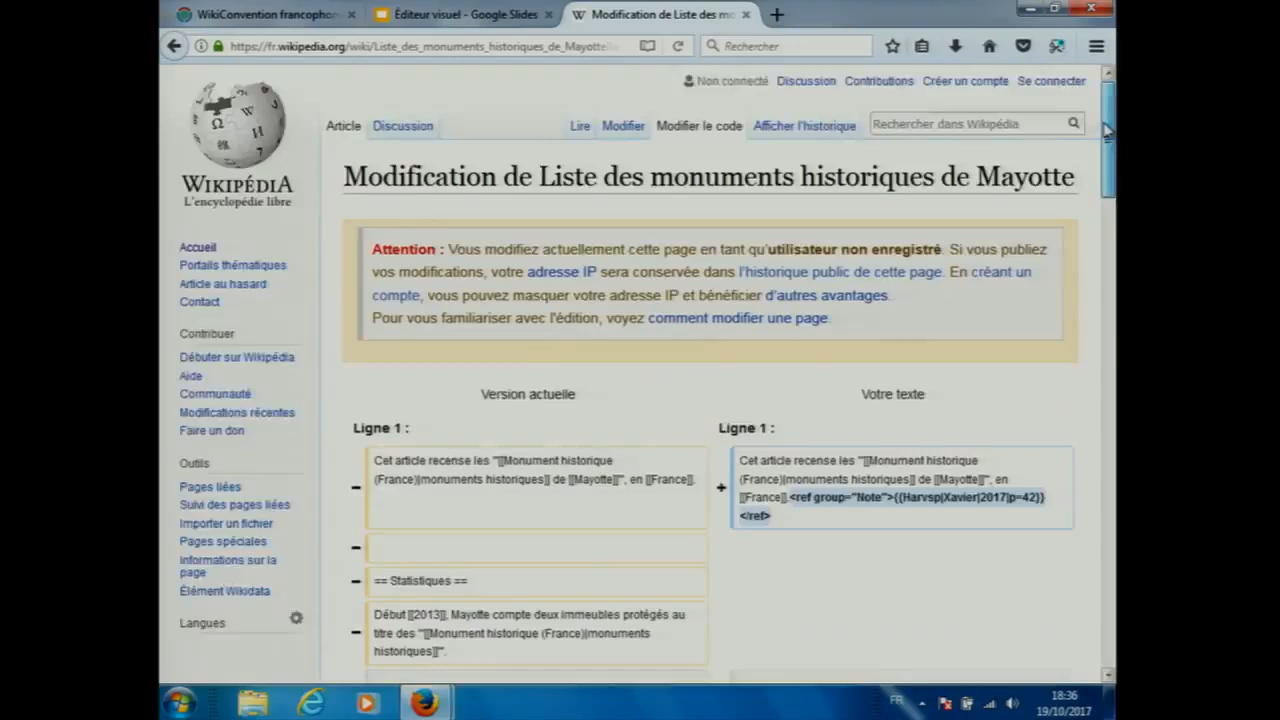 WikiConvention francophon
Éditeur visuel - Google Slides
Modification de Liste des mo
https://fr.wikipedia.org/wiki/Liste_des_monuments_historiques_de_Mayotte
Rechercher
Non connecté Discussion Contributions Créer un compte Se connecter
Article Discussion Lire Modifier Modifier le code Afficher l'historique Rechercher dans Wikipédia
WIKIPÉDIA
L'encyclopédie libre
Modification de Liste des monuments historiques de Mayotte
Attention : Vous modifiez actuellement cette page en tant qu'utilisateur non enregistré. Si vous publiez
vos modifications, votre adresse IP sera conservée dans l'historique public de cette page. En créant un
compte, vous pouvez masquer votre adresse IP et bénéficier d'autres avantages.
Pour vous familiariser avec l'édition, voyez comment modifier une page.
Accueil
Portails thématiques
Article au hasard
Contact
Contribuer
Débuter sur Wikipédia
Aide
Communauté
Modifications récentes
Faire un don
Outils
Pages liées
Suivi des pages liées
Importer un fichier
Pages spéciales
Informations sur la
page
Élément Wikidata
Langues
Version actuelle
Ligne 1 :
Cet article recense les '''[[Monument historique
(France)|monuments historiques]] de [[Mayotte]]''', en [[France]].
== Statistiques ==
Début [[2013]], Mayotte compte deux immeubles protégés au
titre des '''[[Monument historique (France)|monuments
historiques]]'''.
Votre texte
Ligne 1 :
Cet article recense les '''[[Monument historique
(France)|monuments historiques]] de [[Mayotte]]''', en
[[France]].<ref group="Note">{{Harvsp|Xavier|2017|p=42}}
</ref>
FR
18:36
19/10/2017